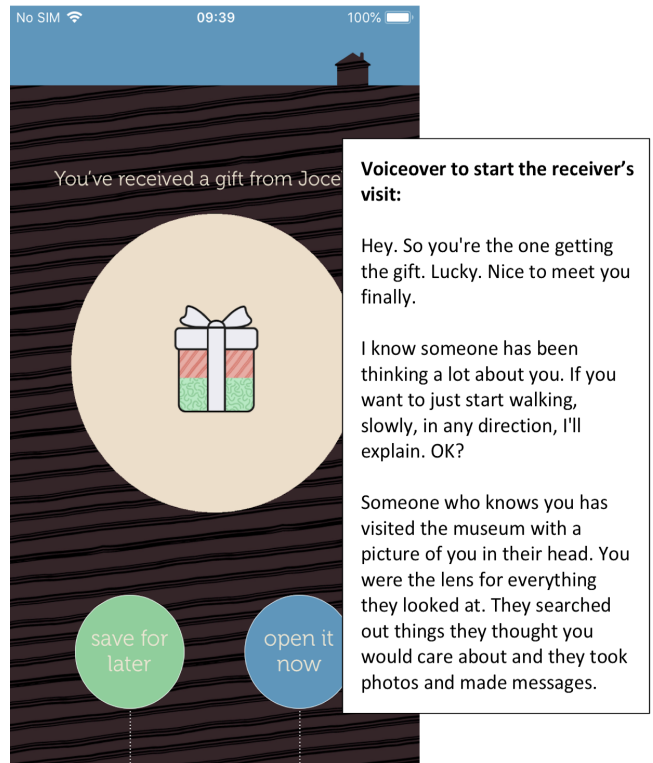 No SIM 09:39 100%
You've received a gift from Joce
save for
later
open it
now
Voiceover to start the receiver's
visit:
Hey. So you're the one getting
the gift. Lucky. Nice to meet you
finally.
I know someone has been
thinking a lot about you. If you
want to just start walking,
slowly, in any direction, I'll
explain. OK?
Someone who knows you has
visited the museum with a
picture of you in their head. You
were the lens for everything
they looked at. They searched
out things they thought you
would care about and they took
photos and made messages.